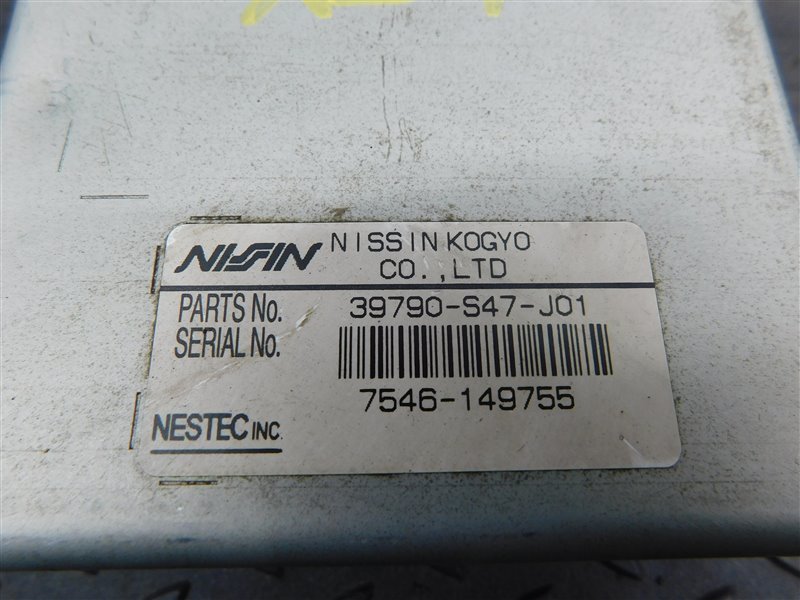 NISSIN NISSIN KOGYO
CO.,LTD
PARTS No. 39790-S47-J01
SERIAL No.
7546-149755
NESTEC INC.